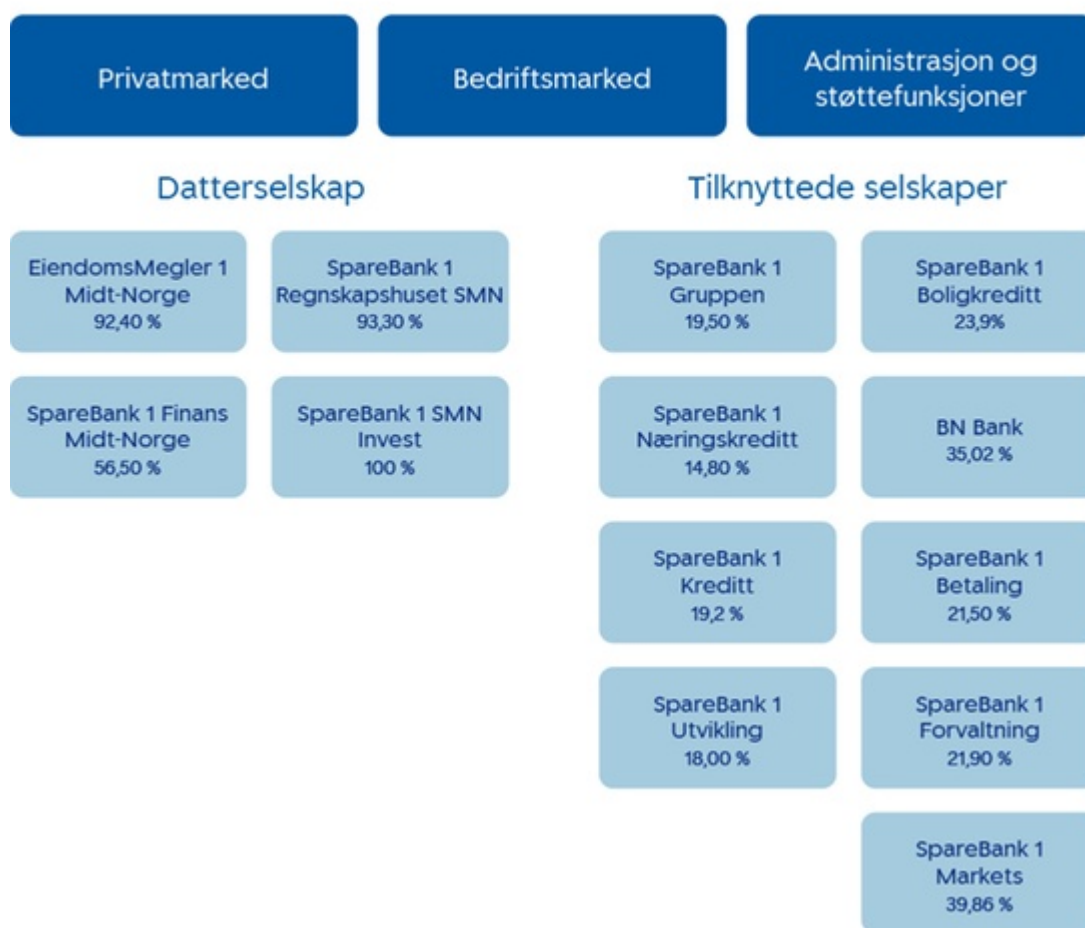 Privatmarked
Bedriftsmarked
Administrasjon og
støttefunksjoner
Datterselskap
EiendomsMegler 1
Midt-Norge
92,40 %
SpareBank 1
Regnskapshuset SMN
93,30 %
SpareBank 1 Finans
Midt-Norge
56,50 %
SpareBank 1 SMN
Invest
100 %
Tilknyttede selskaper
SpareBank 1
Gruppen
19,50 %
SpareBank 1
Boligkreditt
23,9%
SpareBank 1
Næringskreditt
14,80 %
BN Bank
35,02 %
SpareBank 1
Kreditt
19,2 %
SpareBank 1
Betaling
21,50 %
SpareBank 1
Utvikling
18,00 %
SpareBank 1
Forvaltning
21,90 %
SpareBank 1
Markets
39,86 %